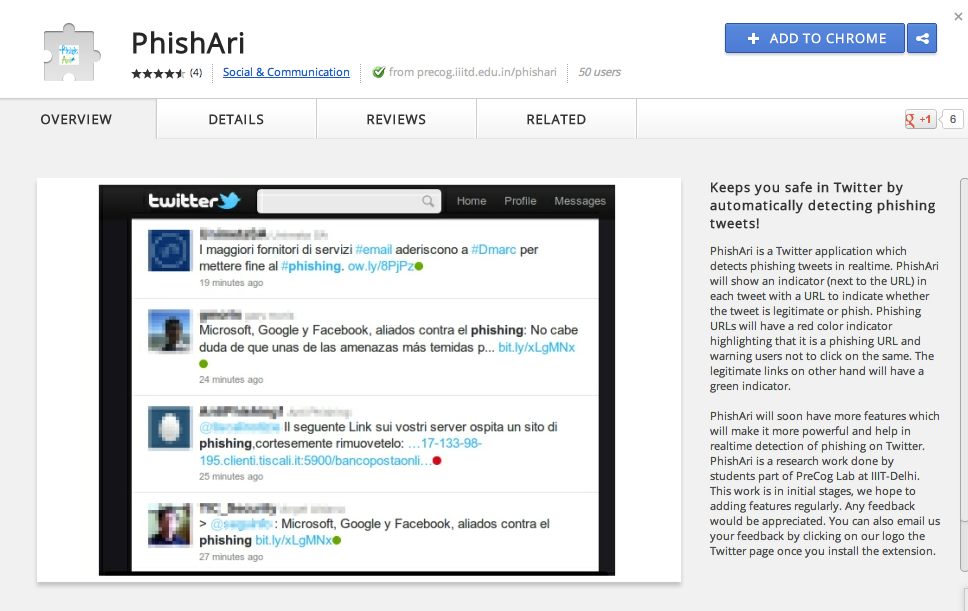 PhishAri
(4)
Social & Communication
from precog.iiitd.edu.in/phishari
50 users
ADD TO CHROME
OVERVIEW
DETAILS
REVIEWS
RELATED
+1
6
twitter
Home
Profile
Messages
I maggiori fornitori di servizi #email aderiscono a #Dmarc per
mettere fine al #phishing. ow.ly/8PjPz
19 minutes ago
Microsoft, Google y Facebook, aliados contra el phishing: No cabe
duda de que unas de las amenazas más temidas p... bit.ly/xLgMNx
24 minutes ago
Il seguente Link sui vostri server ospita un sito di
phishing,cortesemente rimuovetelo: …17-133-98-
195.clienti.tiscali.it:5900/bancopostaonli…
25 minutes ago
> : Microsoft, Google y Facebook, aliados contra el
phishing bit.ly/xLGMNx
27 minutes ago
Keeps you safe in Twitter by
automatically detecting phishing
tweets!
PhishAri is a Twitter application which
detects phishing tweets in realtime. PhishAri
will show an indicator (next to the URL) in
each tweet with a URL to indicate whether
the tweet is legitimate or phish. Phishing
URLs will have a red color indicator
highlighting that it is a phishing URL and
warning users not to click on the same. The
legitimate links on other hand will have a
green indicator.
PhishAri will soon have more features which
will make it more powerful and help in
realtime detection of phishing on Twitter.
PhishAri is a research work done by
students part of PreCog Lab at IIIT-Delhi.
This work is in initial stages, we hope to
adding features regularly. Any feedback
would be appreciated. You can also email us
your feedback by clicking on our logo the
Twitter page once you install the extension.